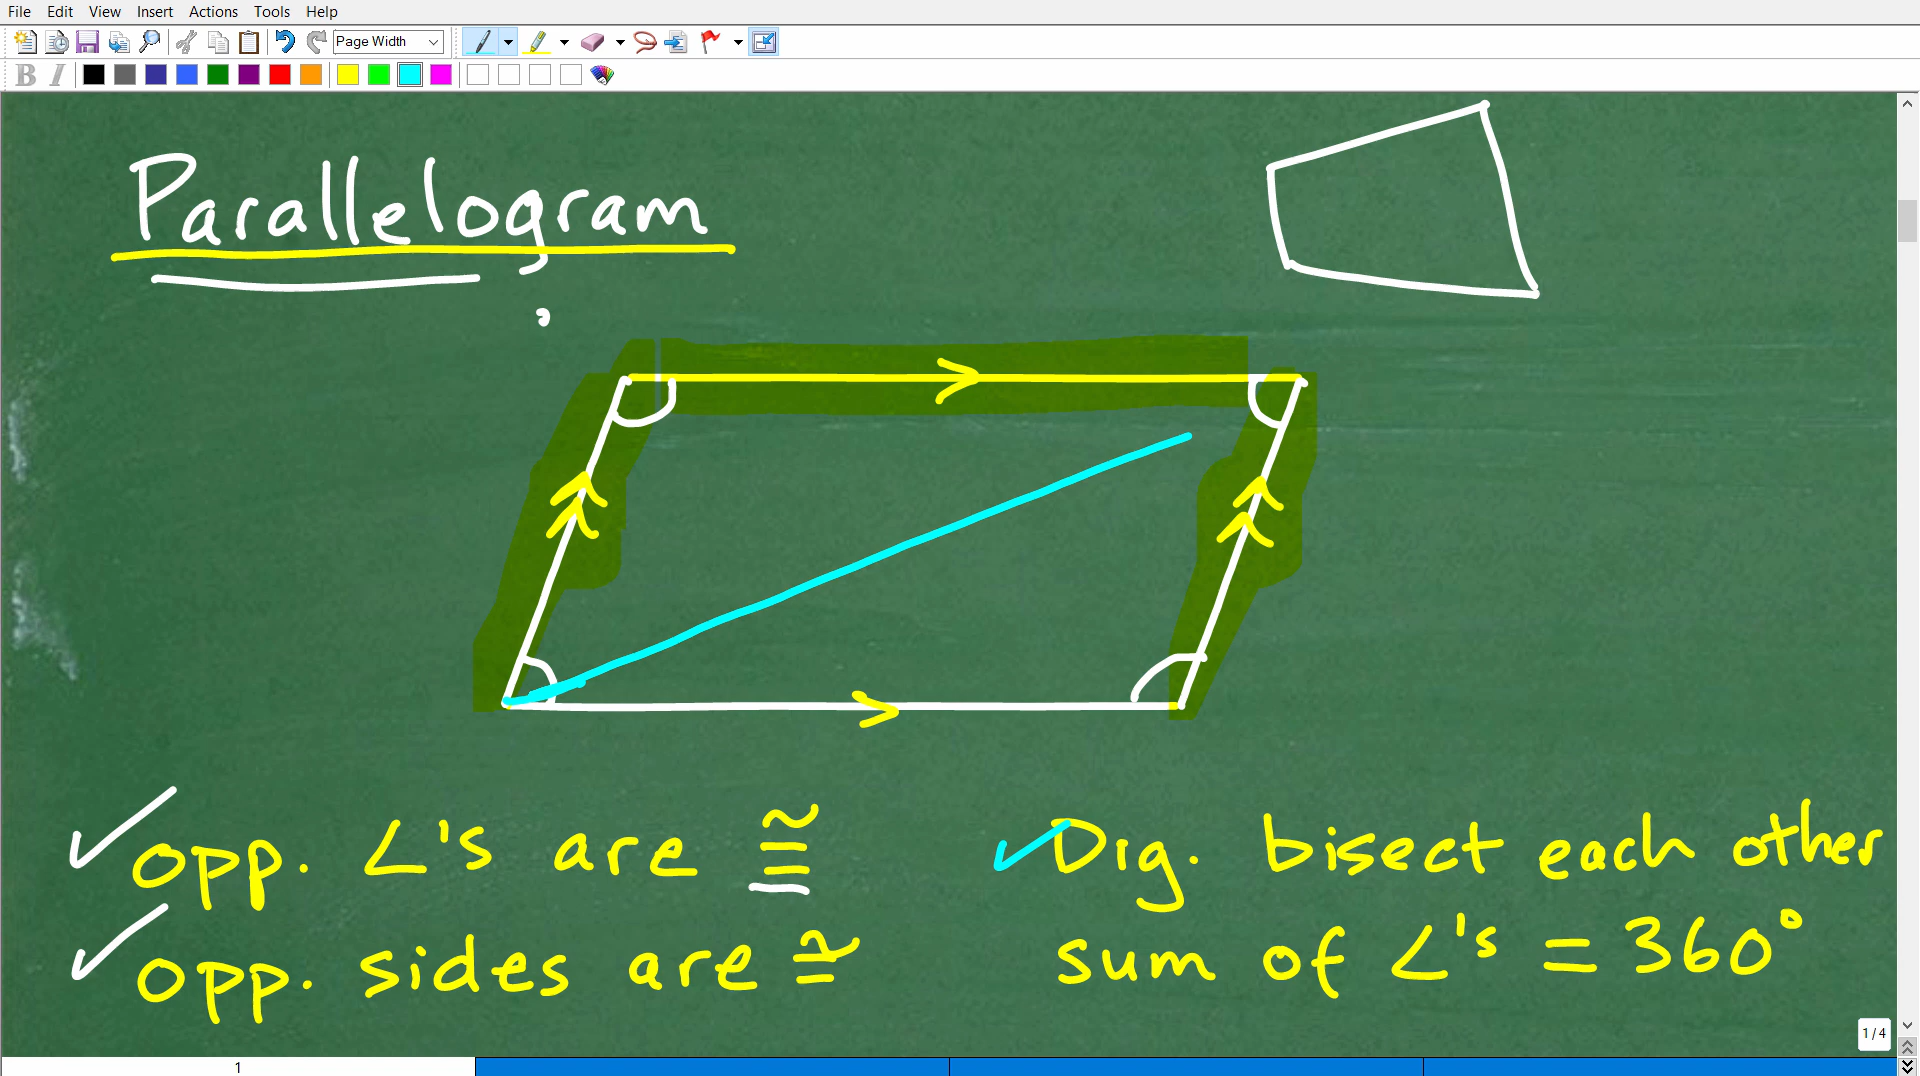 File Edit View Insert Actions Tools Help
Page Width
B I
Parallelogram
opp. ∠'s are ≅
opp. sides are ≅
Dig. bisect each other
sum of ∠'s = 360°
1 / 4
1